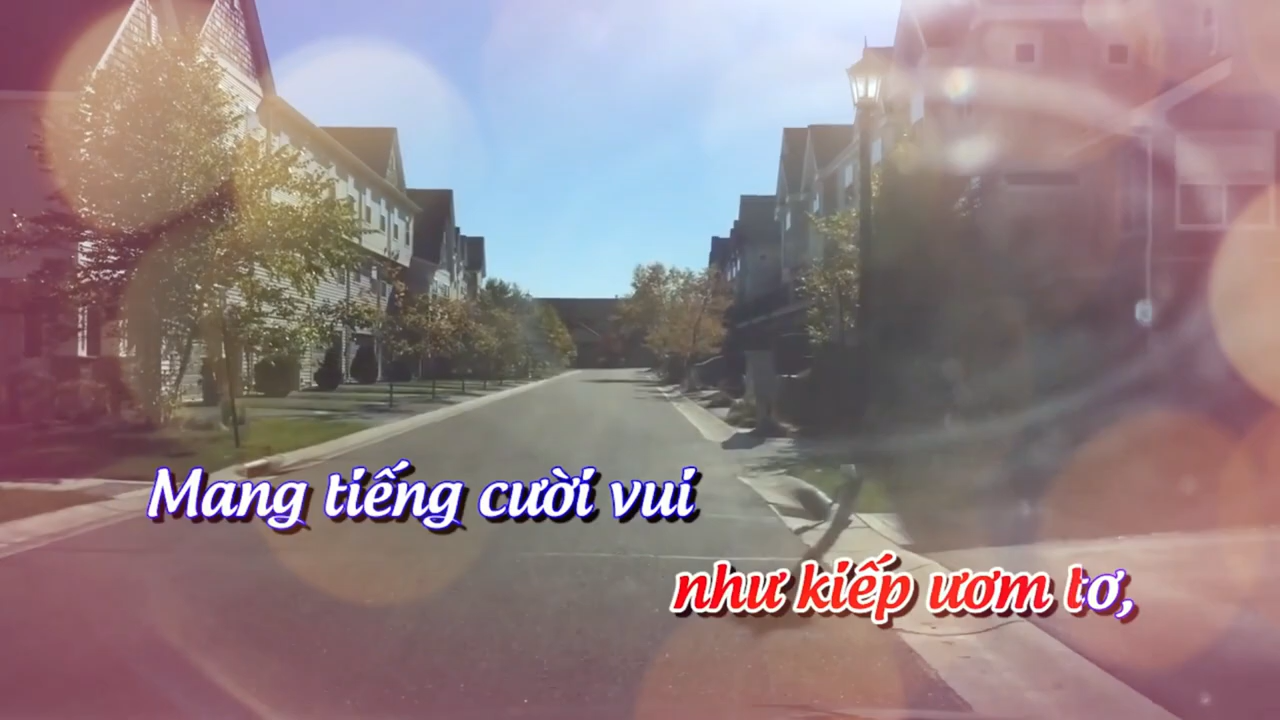 Mang tiếng cười vui
như kiếp ươm tơ,